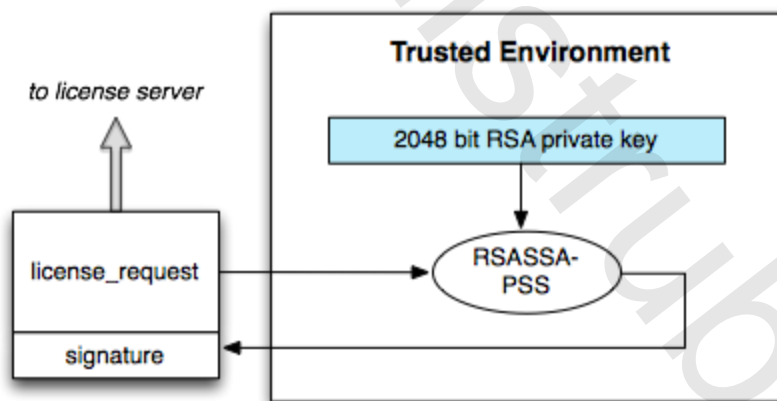 Trusted Environment
to license server
2048 bit RSA private key
license_request
RSASSA-
PSS
signature